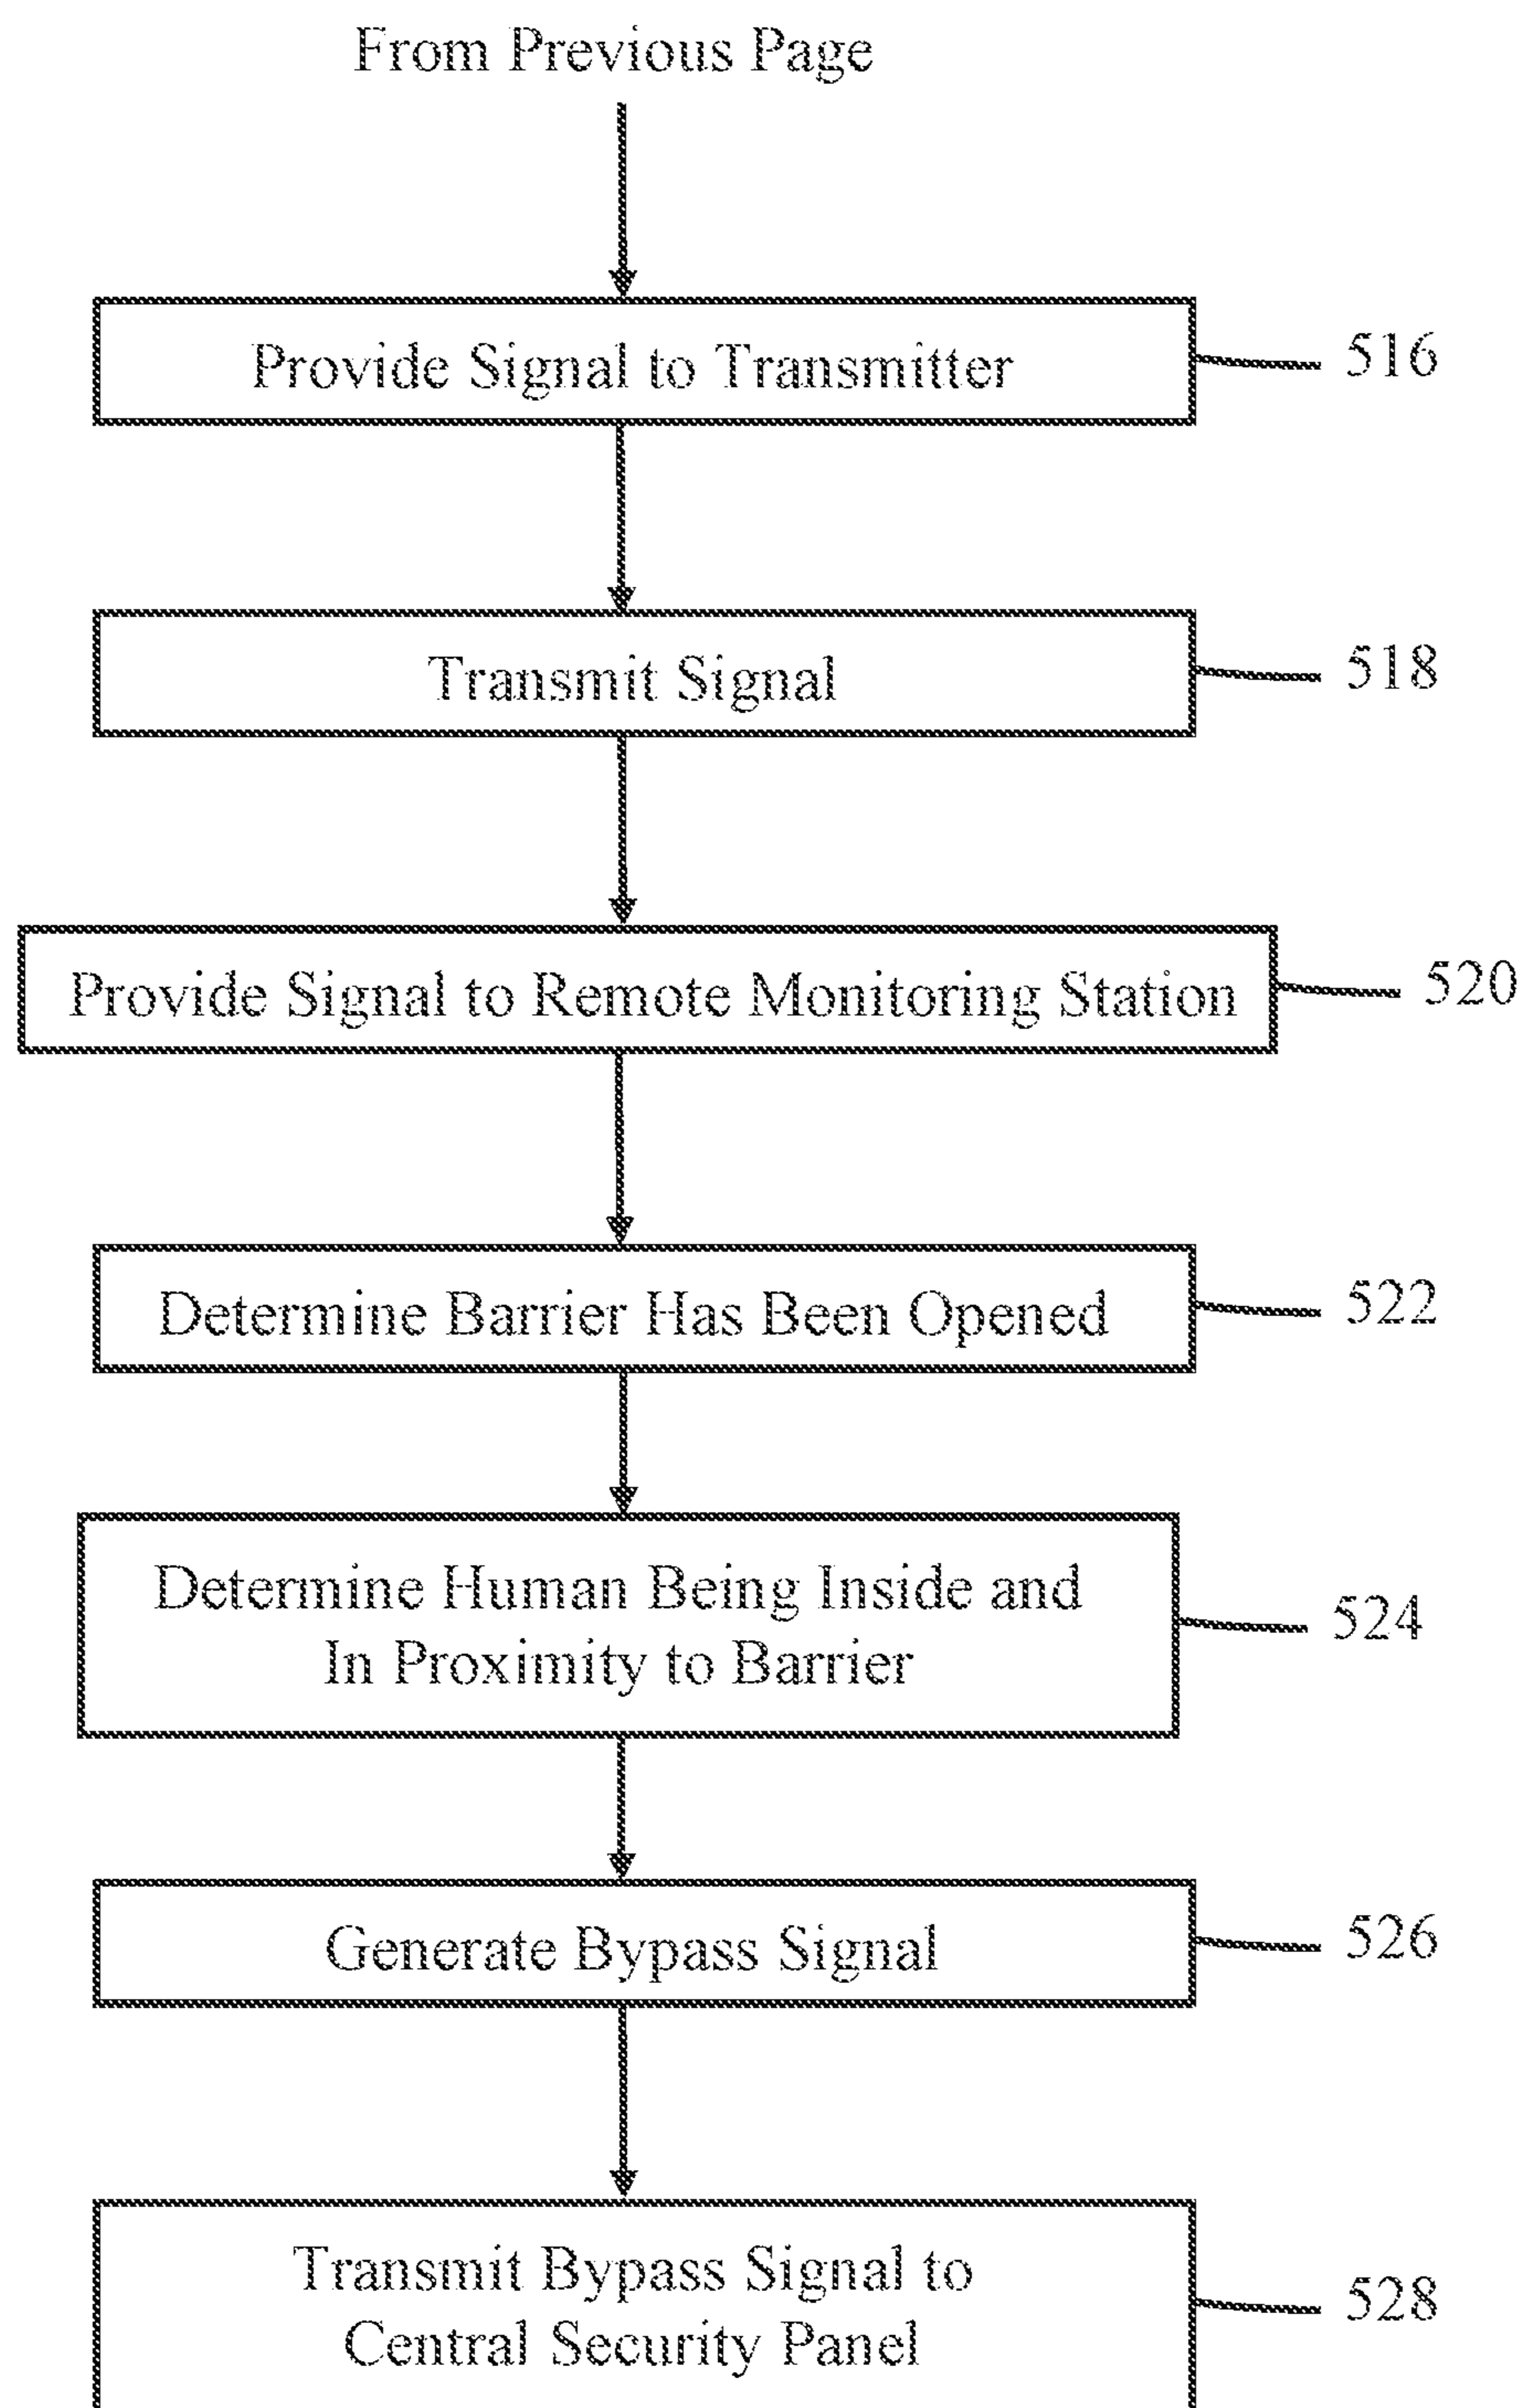 From Previous Page
Provide Signal to Transmitter
516
Transmit Signal
518
Provide Signal to Remote Monitoring Station
520
Determine Barrier Has Been Opened
522
Determine Human Being Inside and
In Proximity to Barrier
524
Generate Bypass Signal
526
Transmit Bypass Signal to
Central Security Panel
528